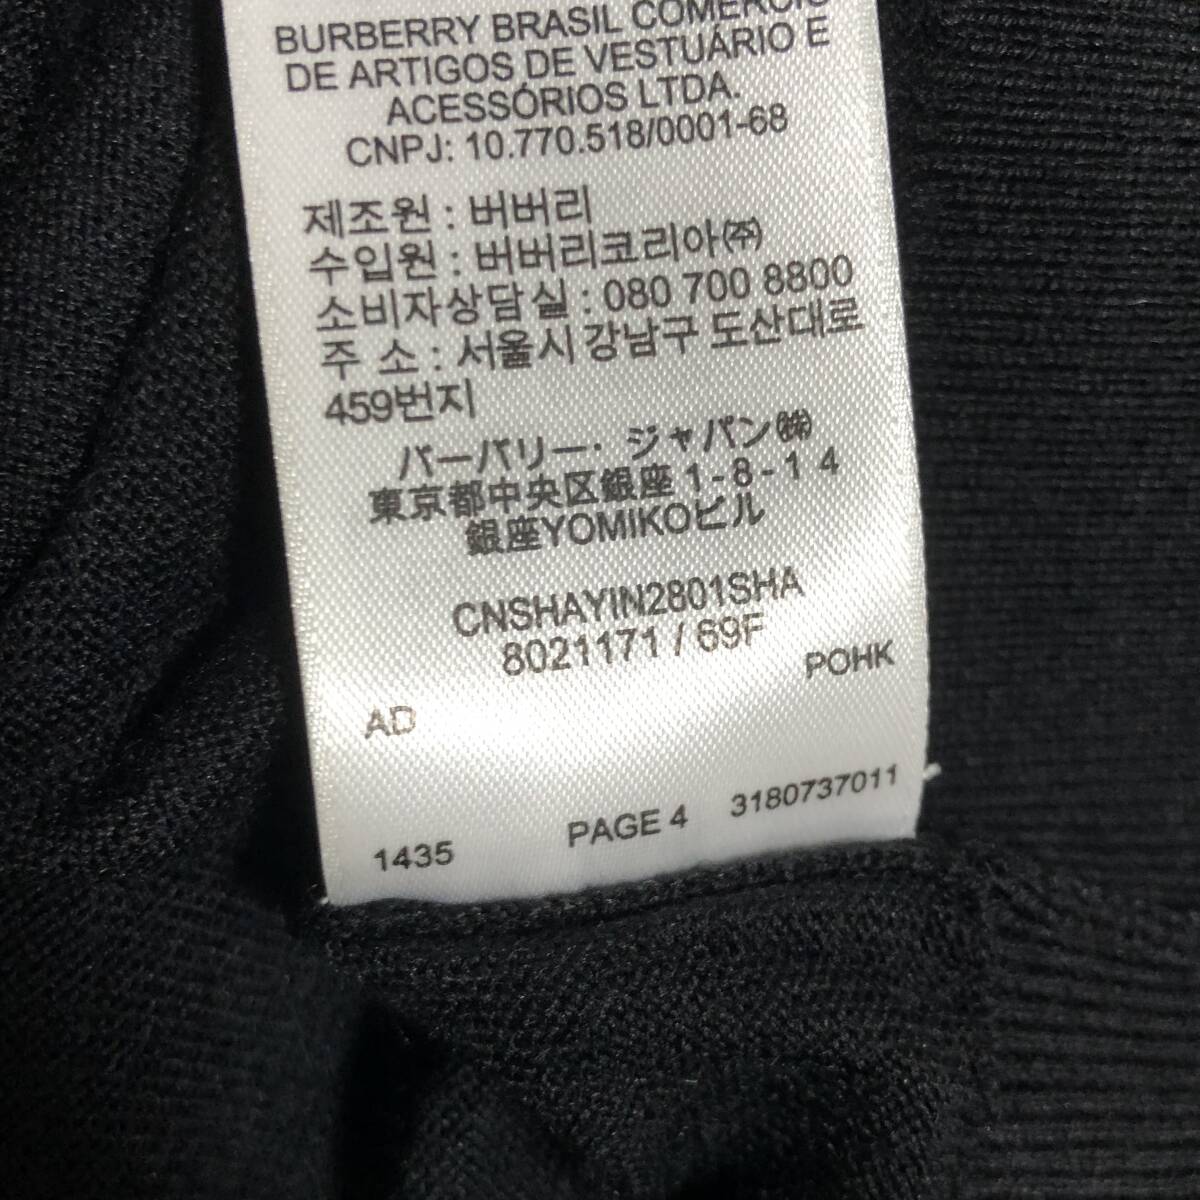 BURBERRY BRASIL COMÉRCIO
DE ARTIGOS DE VESTUÁRIO E
ACESSÓRIOS LTDA.
CNPJ: 10.770.518/0001-68
제조원 : 버버리
수입원 : 버버리코리아㈜
소비자상담실 : 080 700 8800
주 소 : 서울시 강남구 도산대로
459번지
バーバリー・ジャパン㈱
東京都中央区銀座 1 - 8 - 1 4
銀座YOMIKOビル
CNSHAYIN2801SHA
8021171 / 69F
POHK
AD
1435 PAGE 4 3180737011